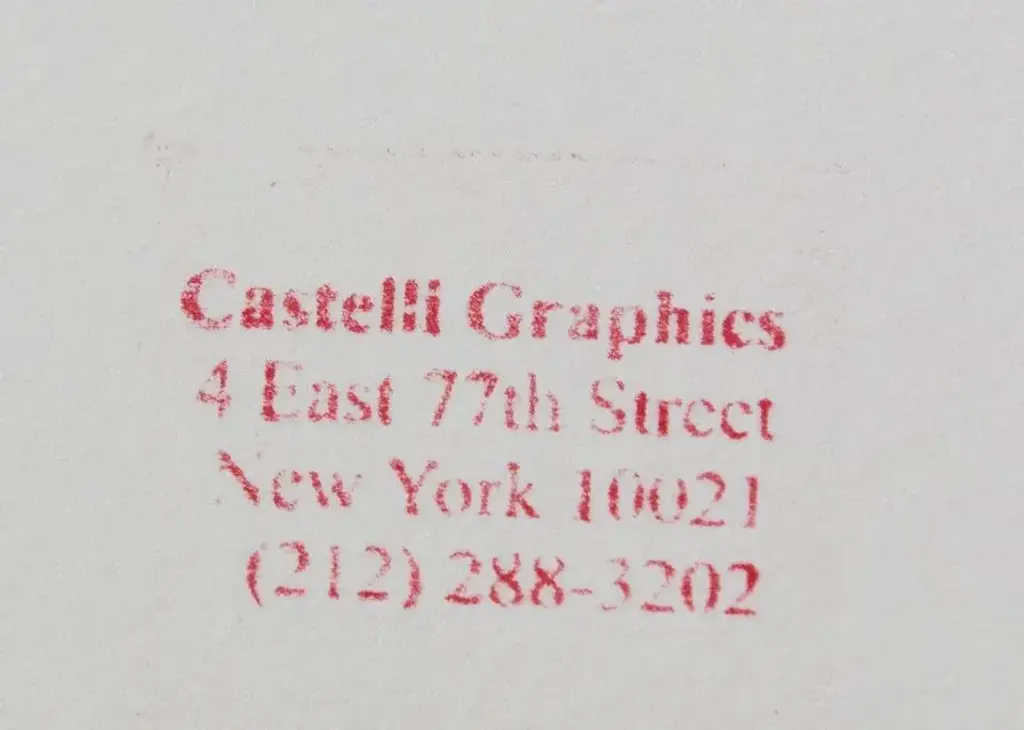 Castelli Graphics
4 East 77th Street
New York 10021
(212) 288-3202